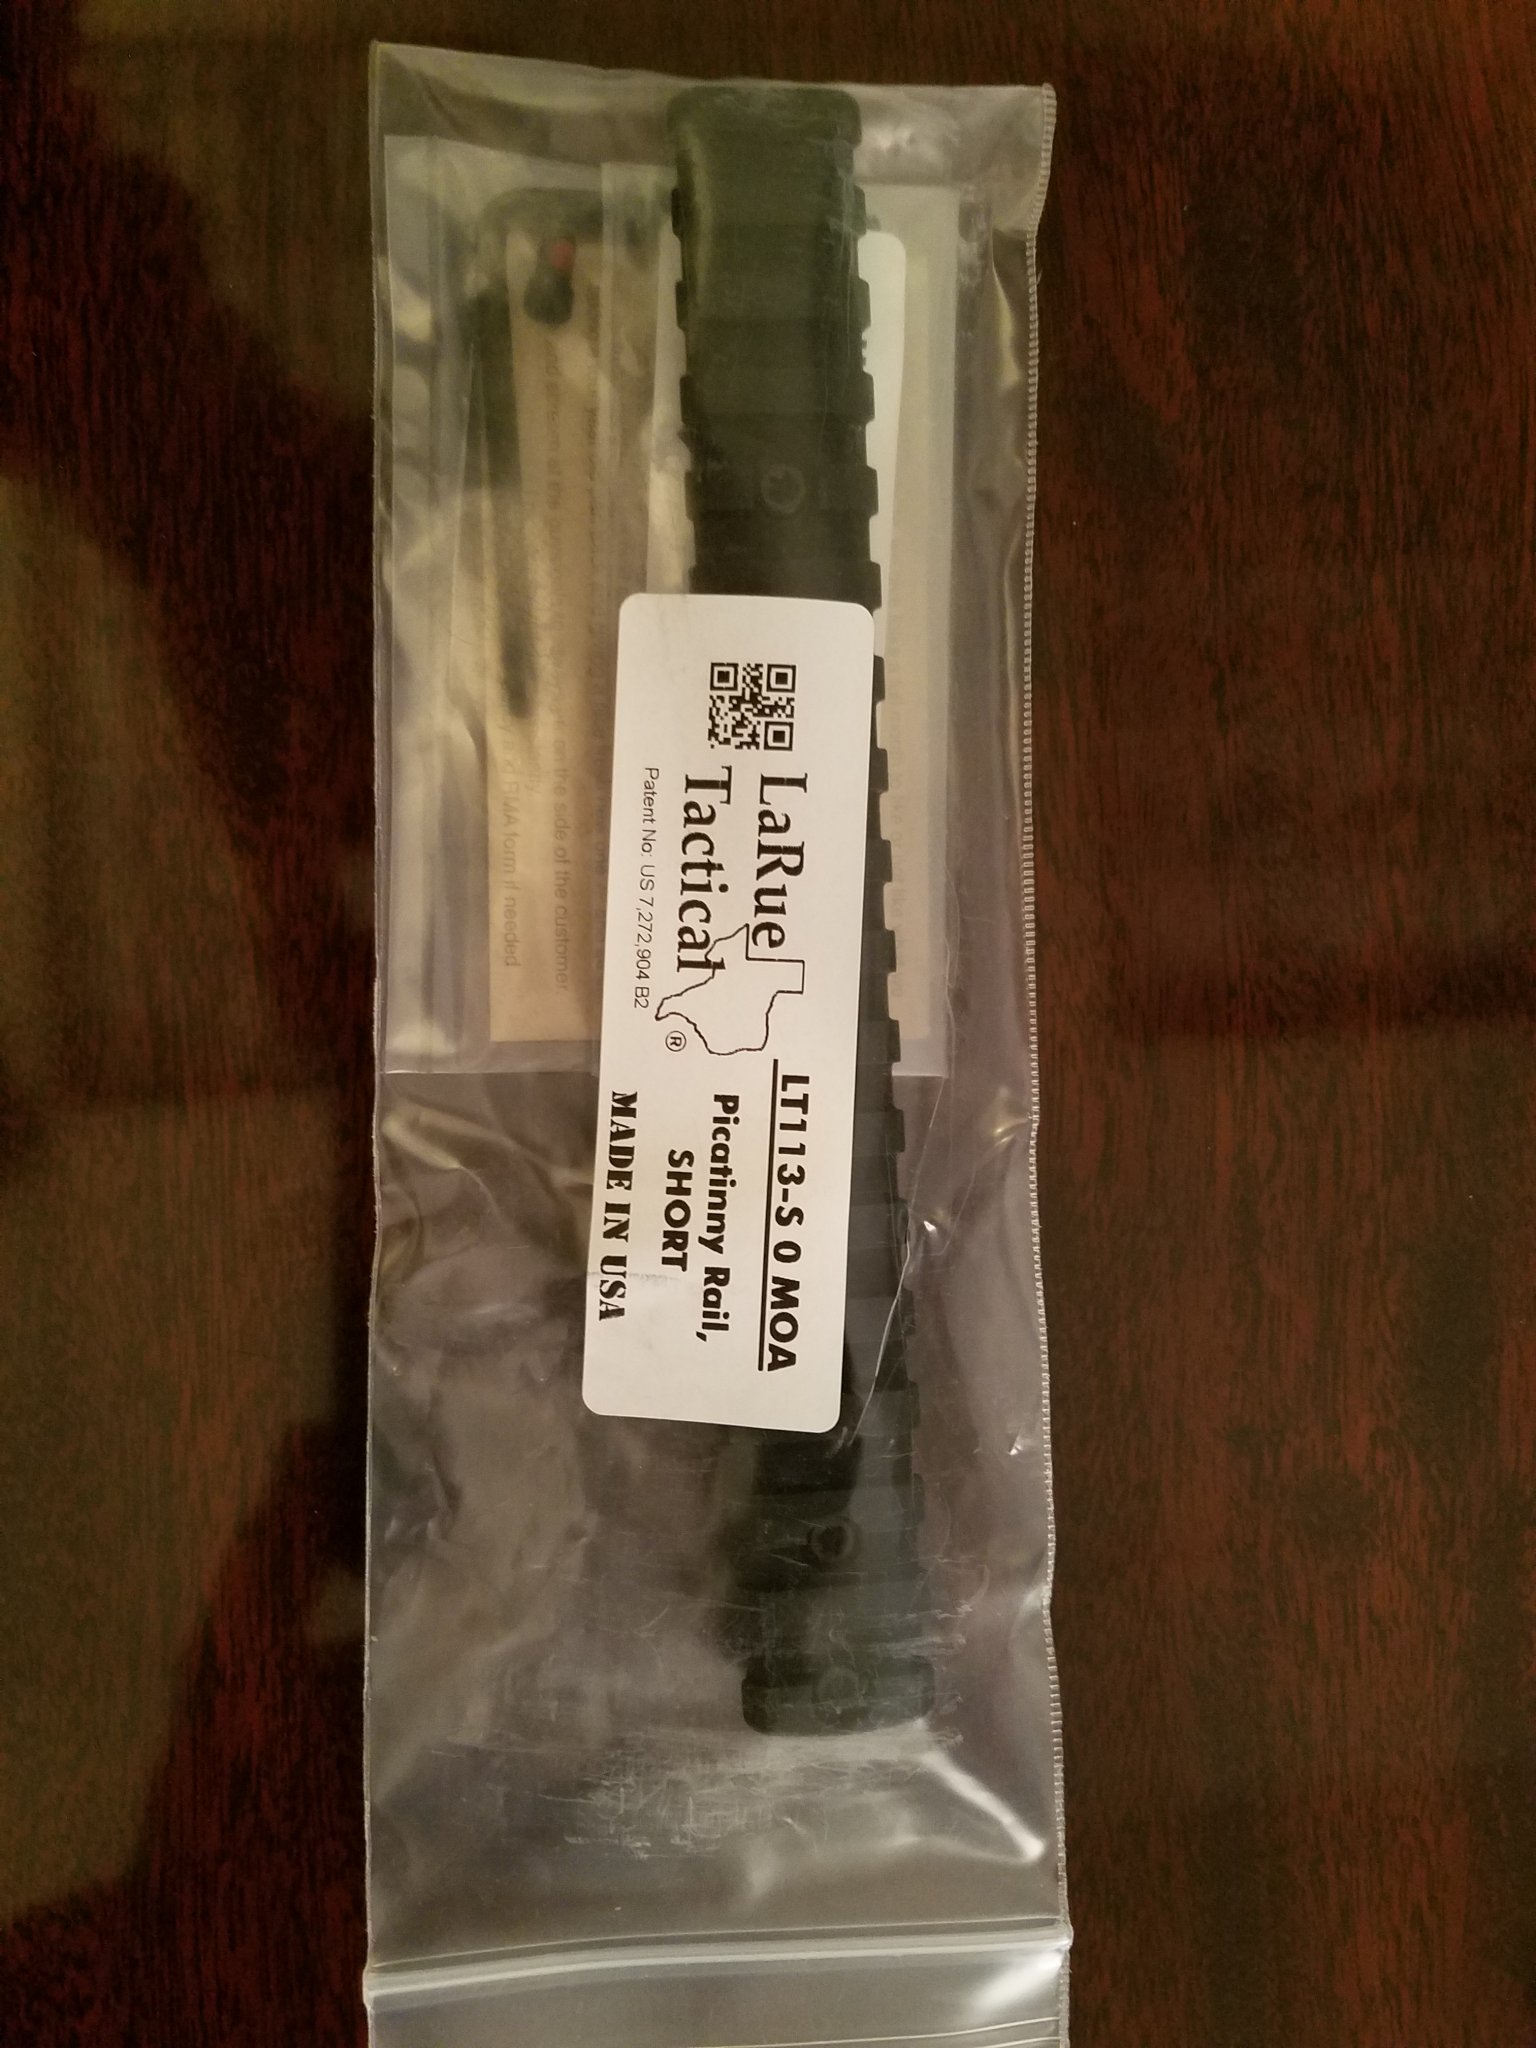 LaRue
Tactical
®
Patent No: US 7,272,904 B2
LT113-S 0 MOA
Picatinny Rail,
SHORT
MADE IN USA
on the side of the customer
RMA form if needed